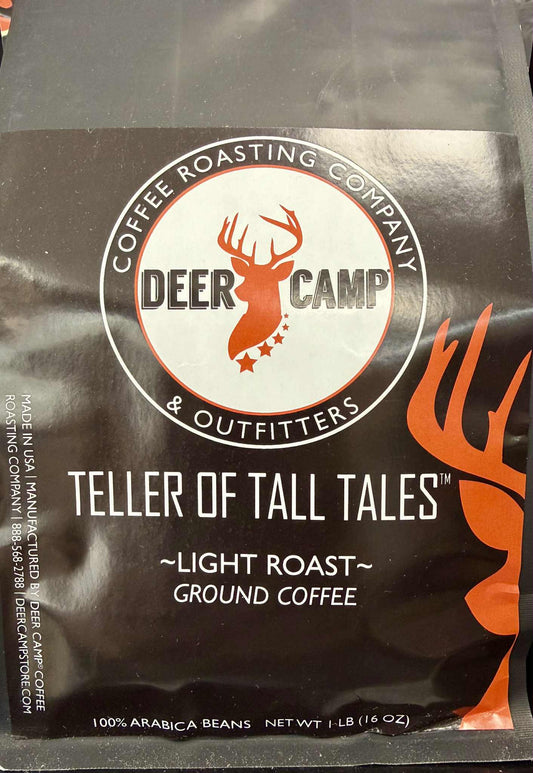 COFFEE ROASTING COMPANY
DEER CAMP
& OUTFITTERS
TELLER OF TALL TALES™
~LIGHT ROAST~
GROUND COFFEE
100% ARABICA BEANS NET WT 1 LB (16 OZ)
MADE IN USA | MANUFACTURED BY DEER CAMP® COFFEE
ROASTING COMPANY | 888-568-2788 | DEERCAMPSTORE.COM